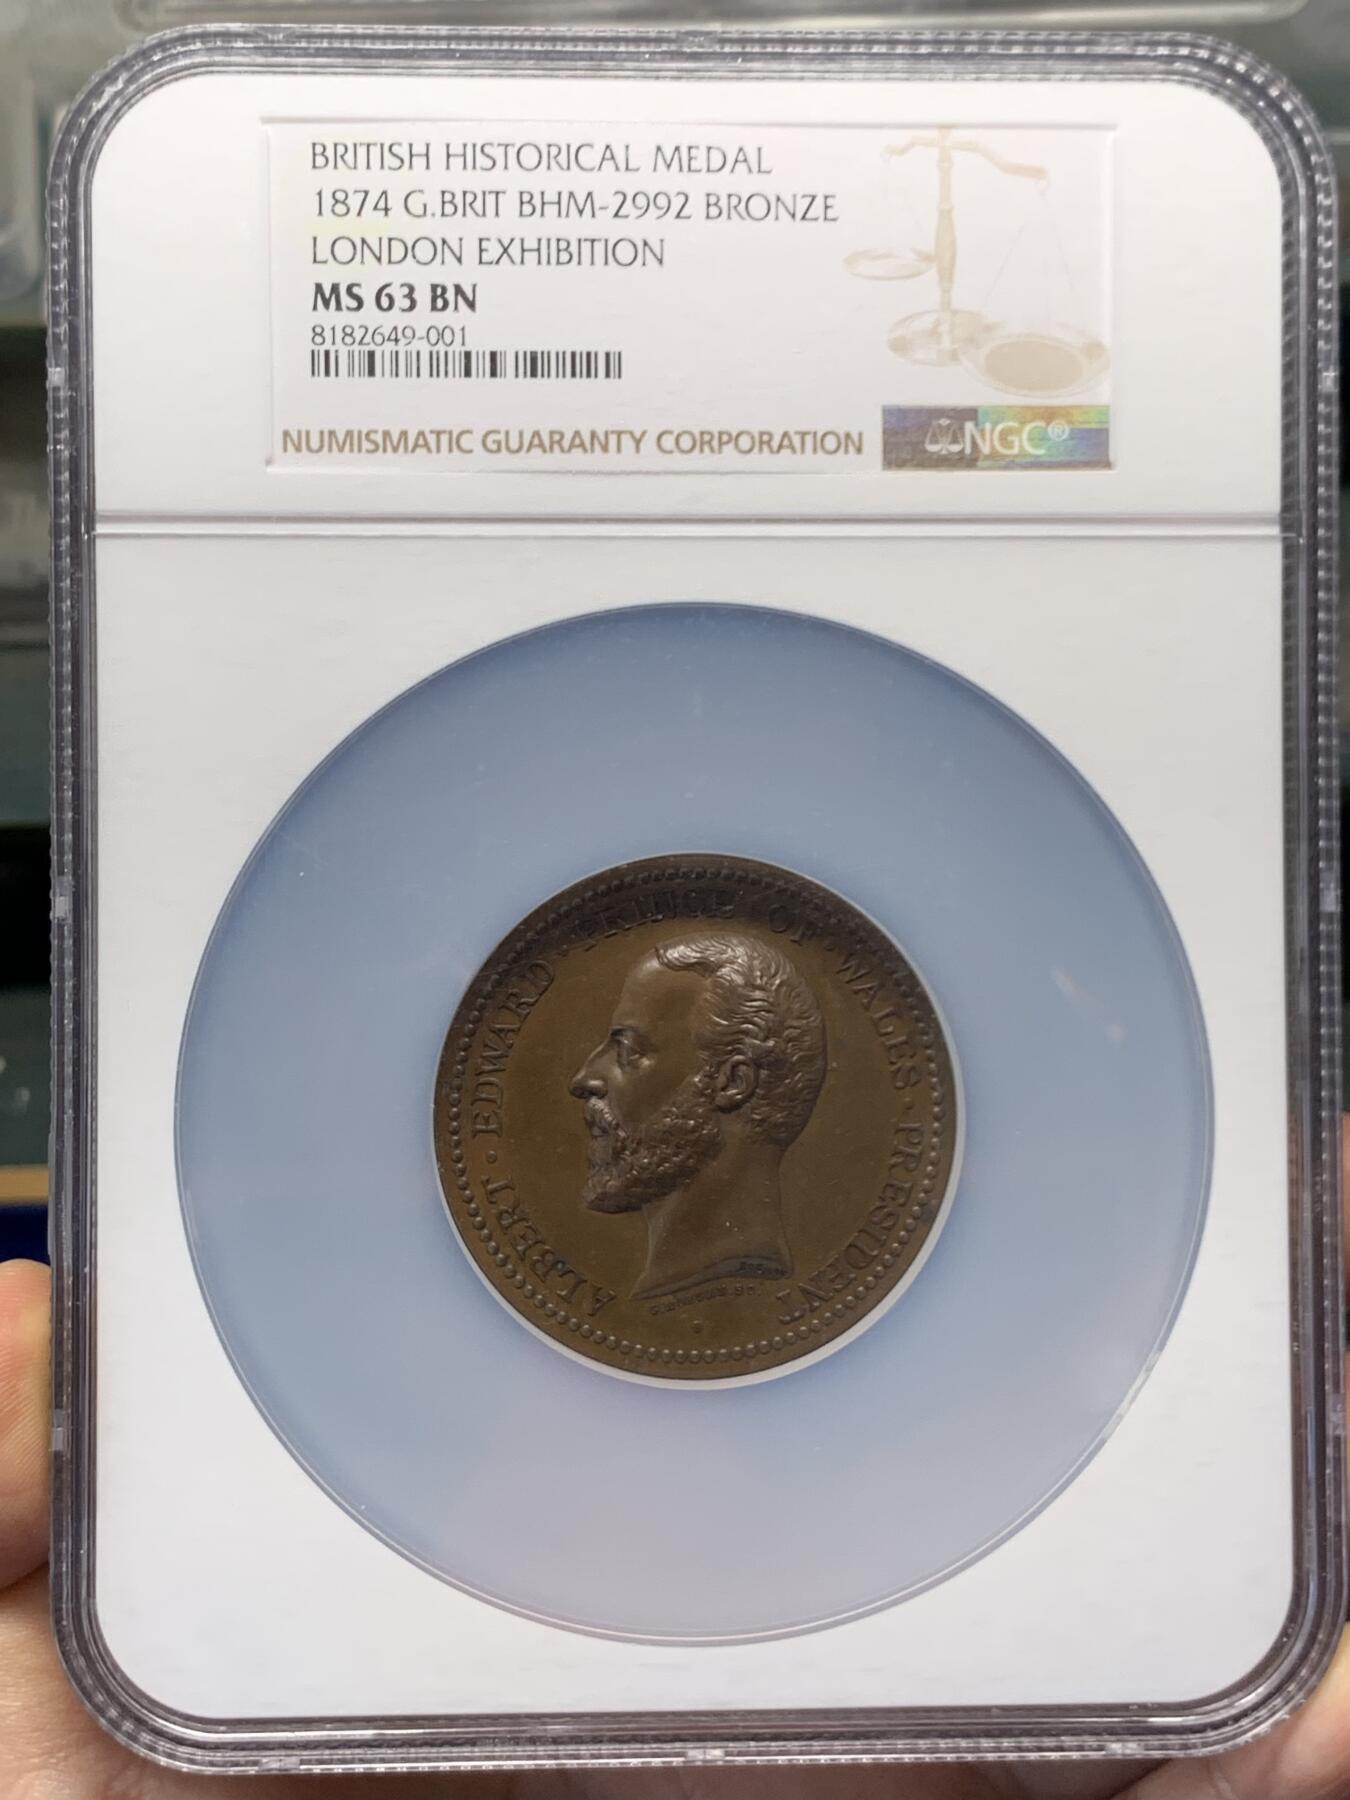 BRITISH HISTORICAL MEDAL
1874 G.BRIT BHM-2992 BRONZE
LONDON EXHIBITION
MS 63 BN
8182649-001
NUMISMATIC GUARANTY CORPORATION
NGC®
ALBERT · EDWARD · PRINCE · OF · WALES · PRESIDENT